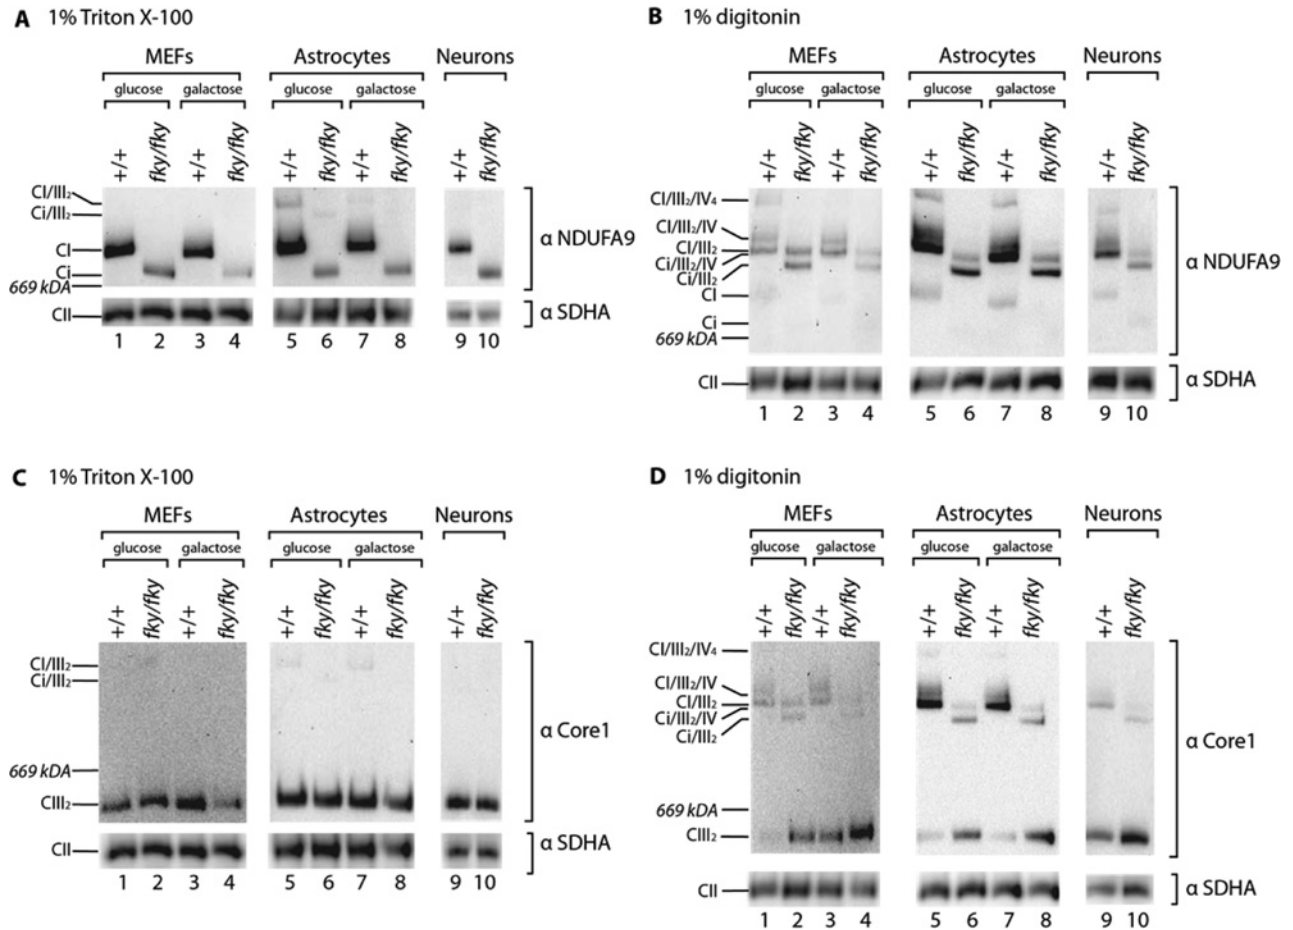 A 1% Triton X-100
MEFs Astrocytes Neurons
glucose galactose glucose galactose
+/+ fky/fky +/+ fky/fky +/+ fky/fky +/+ fky/fky +/+ fky/fky
CI/III₂
Ci/III₂
CI
Ci
669 kDA
α NDUFA9
CII
α SDHA
1 2 3 4 5 6 7 8 9 10
B 1% digitonin
MEFs Astrocytes Neurons
glucose galactose glucose galactose
+/+ fky/fky +/+ fky/fky +/+ fky/fky +/+ fky/fky +/+ fky/fky
CI/III₂/IV₄
CI/III₂/IV
CI/III₂
Ci/III₂/IV
Ci/III₂
CI
Ci
669 kDA
α NDUFA9
CII
α SDHA
1 2 3 4 5 6 7 8 9 10
C 1% Triton X-100
MEFs Astrocytes Neurons
glucose galactose glucose galactose
+/+ fky/fky +/+ fky/fky +/+ fky/fky +/+ fky/fky +/+ fky/fky
CI/III₂
Ci/III₂
669 kDA
CIII₂
α Core1
CII
α SDHA
1 2 3 4 5 6 7 8 9 10
D 1% digitonin
MEFs Astrocytes Neurons
glucose galactose glucose galactose
+/+ fky/fky +/+ fky/fky +/+ fky/fky +/+ fky/fky +/+ fky/fky
CI/III₂/IV₄
CI/III₂/IV
CI/III₂
Ci/III₂/IV
Ci/III₂
669 kDA
CIII₂
α Core1
CII
α SDHA
1 2 3 4 5 6 7 8 9 10